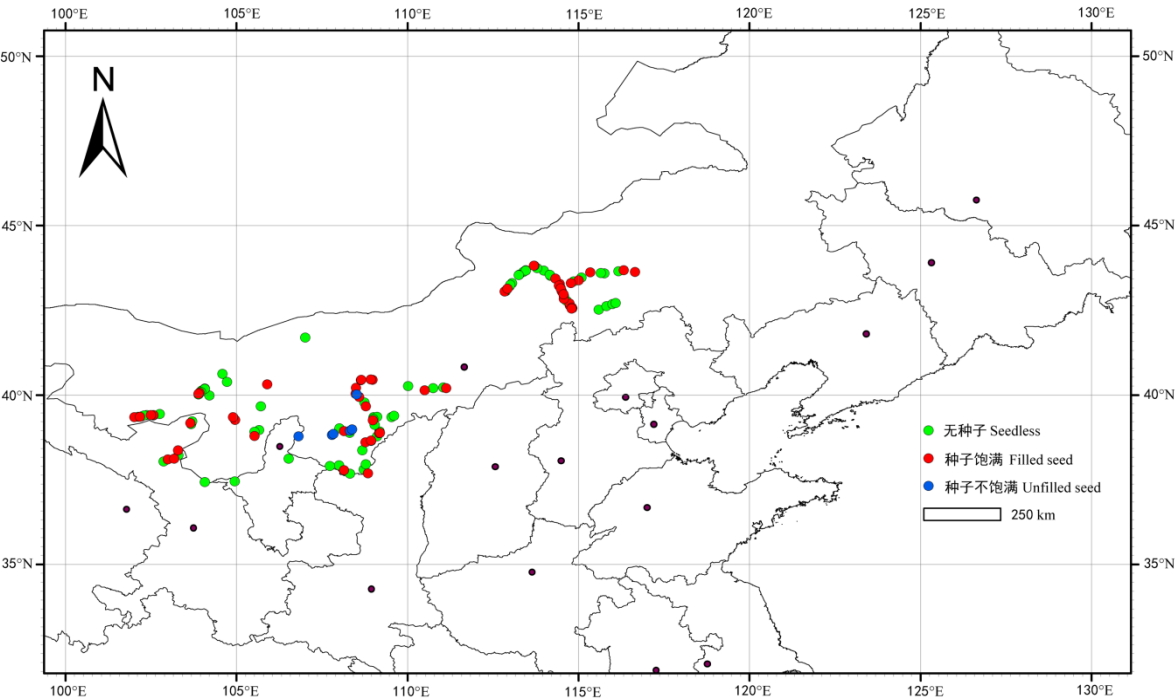 100°E 105°E 110°E 115°E 120°E 125°E 130°E
50°N 50°N
N
45°N 45°N
40°N 40°N
无种子 Seedless
种子饱满 Filled seed
种子不饱满 Unfilled seed
250 km
35°N 35°N
100°E 105°E 110°E 115°E 120°E 125°E 130°E